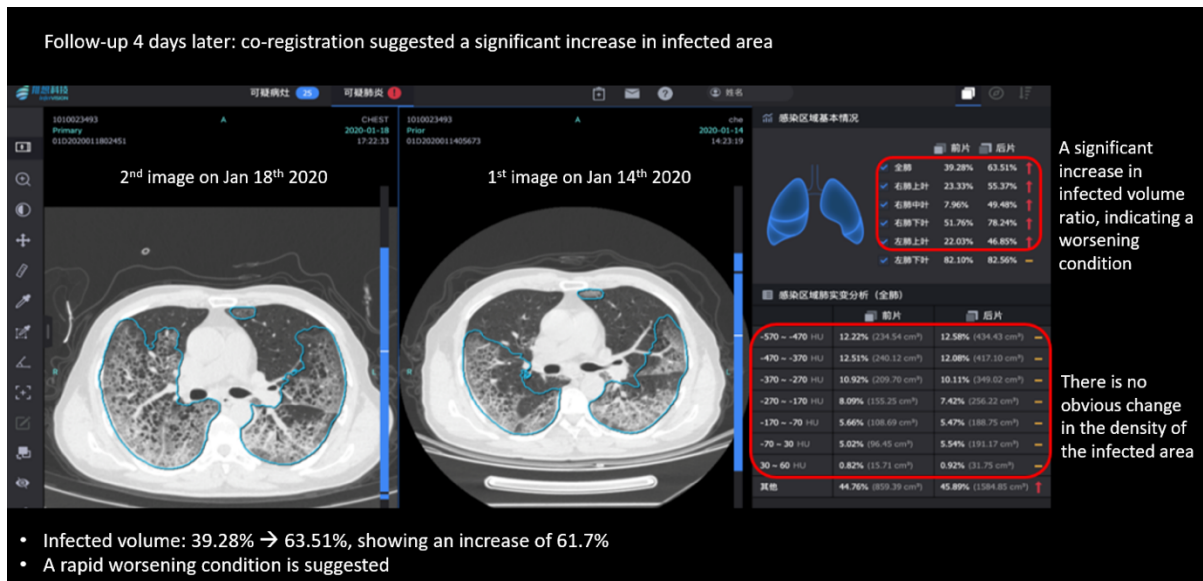 Follow-up 4 days later: co-registration suggested a significant increase in infected area
可疑病灶 25 可疑肺炎 姓名
1010023493 A CHEST
Primary 2020-01-18
01D2020011802451 17:22:33
2nd image on Jan 18th 2020
R L
1010023493 A che
Prior 2020-01-14
01D2020011405673 14:23:19
1st image on Jan 14th 2020
R L
感染区域基本情况
前片 后片
全肺 39.28% 63.51% ↑
右肺上叶 23.33% 55.37% ↑
右肺中叶 7.96% 49.48% ↑
右肺下叶 51.76% 78.24% ↑
左肺上叶 22.03% 46.85% ↑
左肺下叶 82.10% 82.56% −
感染区域肺实变分析（全肺）
前片 后片
-570 ~ -470 HU 12.22% (234.54 cm³) 12.58% (434.43 cm³) −
-470 ~ -370 HU 12.51% (240.12 cm³) 12.08% (417.10 cm³) −
-370 ~ -270 HU 10.92% (209.70 cm³) 10.11% (349.02 cm³) −
-270 ~ -170 HU 8.09% (155.25 cm³) 7.42% (256.22 cm³) −
-170 ~ -70 HU 5.66% (108.69 cm³) 5.47% (188.75 cm³) −
-70 ~ 30 HU 5.02% (96.45 cm³) 5.54% (191.17 cm³) −
30 ~ 60 HU 0.82% (15.71 cm³) 0.92% (31.75 cm³) −
其他 44.76% (859.39 cm³) 45.89% (1584.85 cm³) ↑
A significant
increase in
infected volume
ratio, indicating a
worsening
condition
There is no
obvious change
in the density of
the infected area
• Infected volume: 39.28% → 63.51%, showing an increase of 61.7%
• A rapid worsening condition is suggested